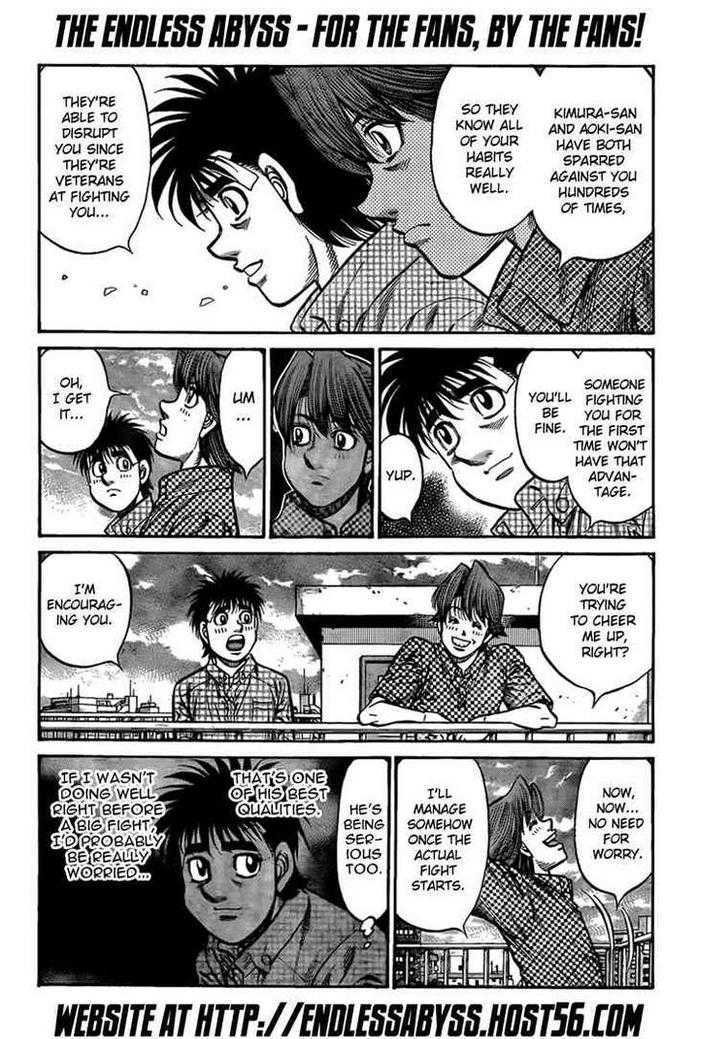 THE ENDLESS ABYSS - FOR THE FANS, BY THE FANS!
KIMURA-SAN
AND AOKI-SAN
HAVE BOTH
SPARRED
AGAINST YOU
HUNDREDS
OF TIMES,
SO THEY
KNOW ALL
OF YOUR
HABITS
REALLY
WELL.
THEY'RE
ABLE TO
DISRUPT
YOU SINCE
THEY'RE
VETERANS
AT FIGHTING
YOU...
SOMEONE
FIGHTING
YOU FOR
THE FIRST
TIME WON'T
HAVE THAT
ADVAN-
TAGE.
YOU'LL
BE
FINE.
YUP.
UM
...
OH,
I GET
IT...
YOU'RE
TRYING
TO CHEER
ME UP,
RIGHT?
I'M
ENCOURAG-
ING YOU.
NOW,
NOW...
NO NEED
FOR
WORRY.
I'LL
MANAGE
SOMEHOW
ONCE THE
ACTUAL
FIGHT
STARTS.
HE'S
BEING
SER-
IOUS
TOO.
THAT'S ONE
OF HIS BEST
QUALITIES.
IF I WASN'T
DOING WELL
RIGHT BEFORE
A BIG FIGHT,
I'D PROBABLY
BE REALLY
WORRIED...
WEBSITE AT HTTP://ENDLESSABYSS.HOST56.COM